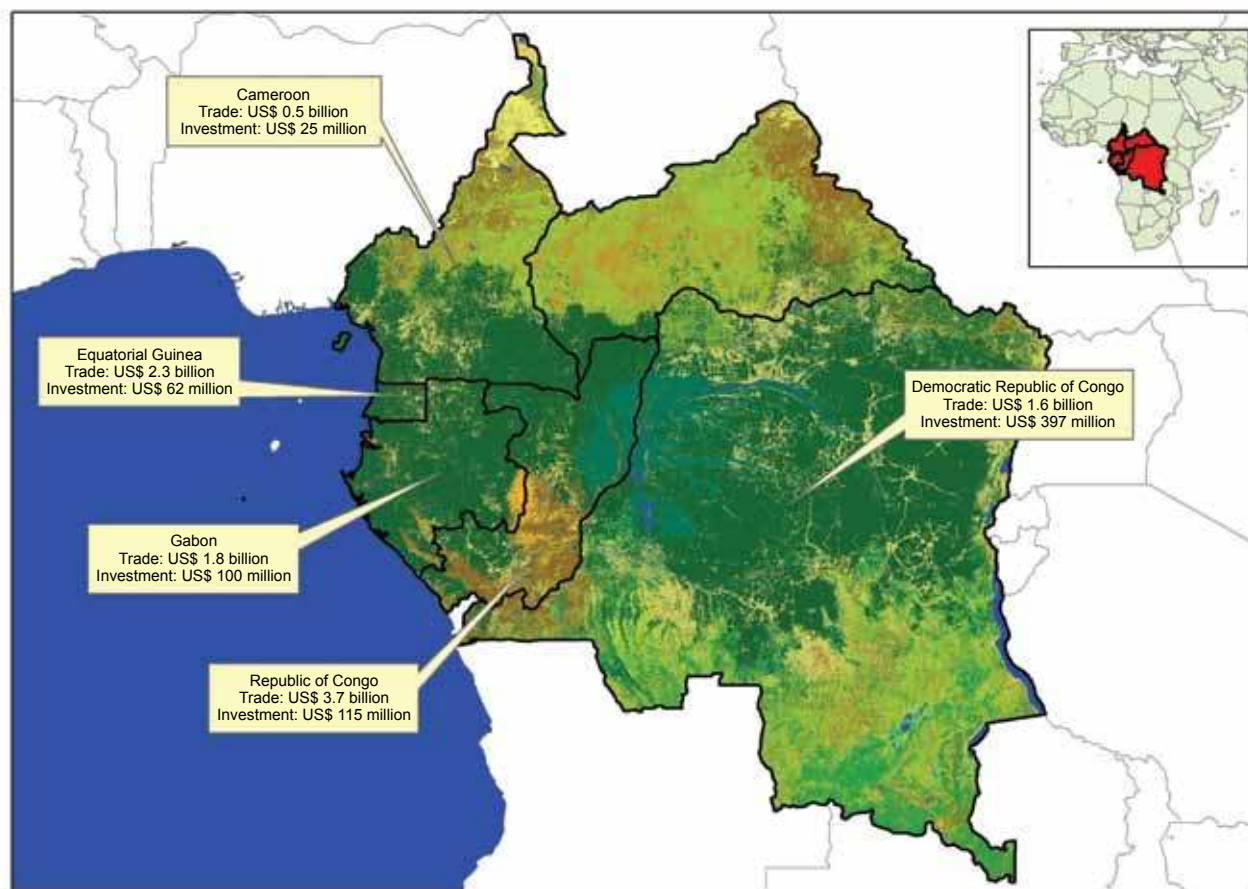 Cameroon
Trade: US$ 0.5 billion
Investment: US$ 25 million
Equatorial Guinea
Trade: US$ 2.3 billion
Investment: US$ 62 million
Democratic Republic of Congo
Trade: US$ 1.6 billion
Investment: US$ 397 million
Gabon
Trade: US$ 1.8 billion
Investment: US$ 100 million
Republic of Congo
Trade: US$ 3.7 billion
Investment: US$ 115 million